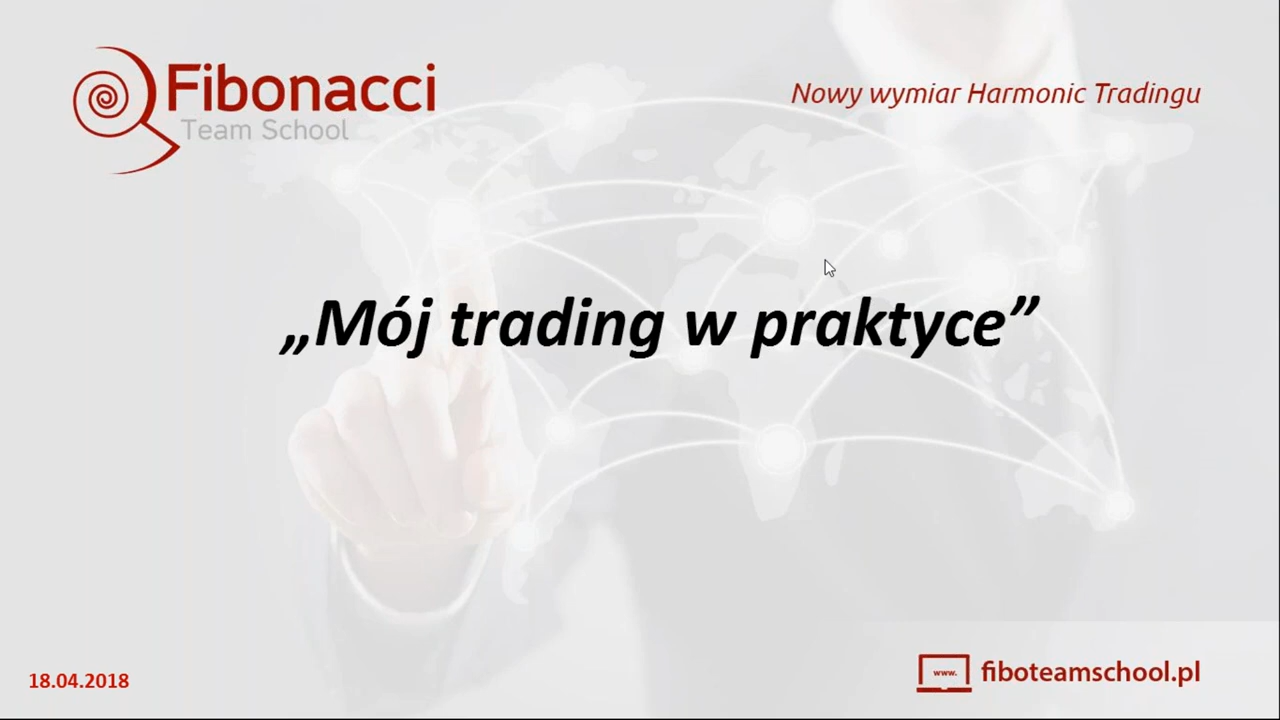 Fibonacci
Team School
Nowy wymiar Harmonic Tradingu
„Mój trading w praktyce”
18.04.2018
www.
fiboteamschool.pl